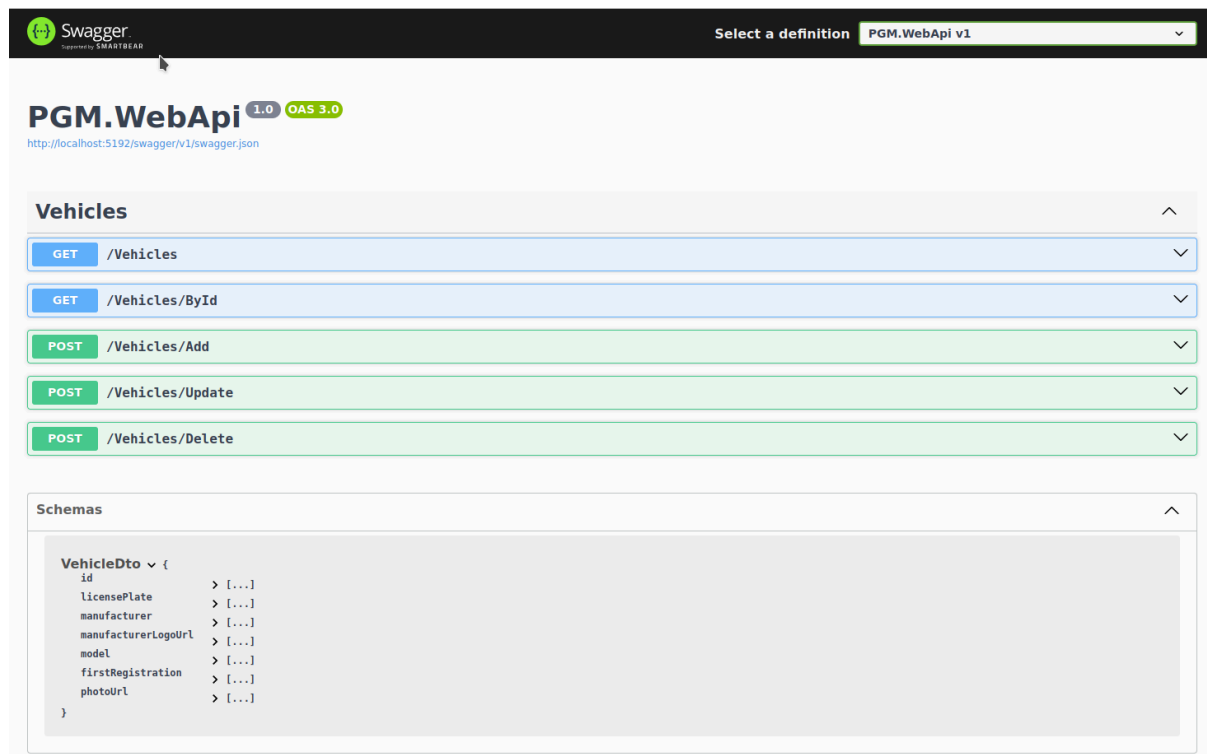 Swagger.
Supported by SMARTBEAR
Select a definition PGM.WebApi v1
PGM.WebApi 1.0 OAS 3.0
http://localhost:5192/swagger/v1/swagger.json
Vehicles
GET /Vehicles
GET /Vehicles/ById
POST /Vehicles/Add
POST /Vehicles/Update
POST /Vehicles/Delete
Schemas
VehicleDto {
id [...]
licensePlate [...]
manufacturer [...]
manufacturerLogoUrl [...]
model [...]
firstRegistration [...]
photoUrl [...]
}